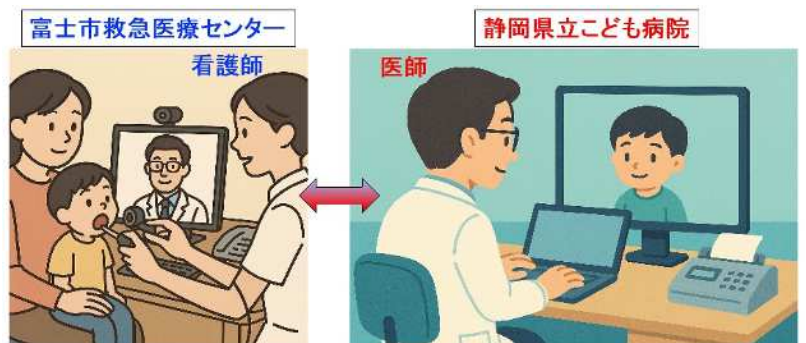 富士市救急医療センター
静岡県立こども病院
看護師
医師